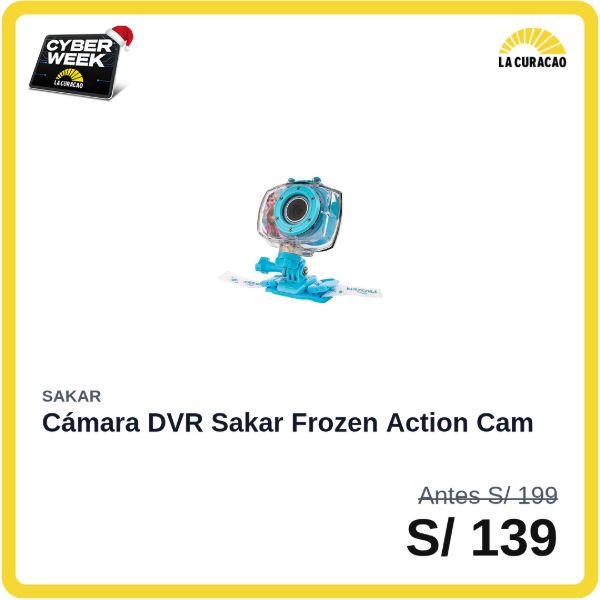 CYBER
WEEK
LA CURACAO
LA CURACAO
SAKAR
Cámara DVR Sakar Frozen Action Cam
Antes S/ 199
S/ 139